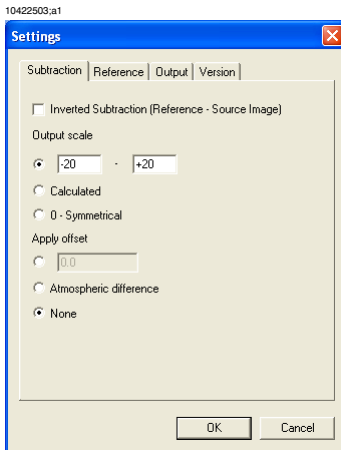 10422503;a1
Settings
Subtraction Reference Output Version
Inverted Subtraction (Reference - Source Image)
Output scale
-20 - +20
Calculated
0 - Symmetrical
Apply offset
0.0
Atmospheric difference
None
OK Cancel